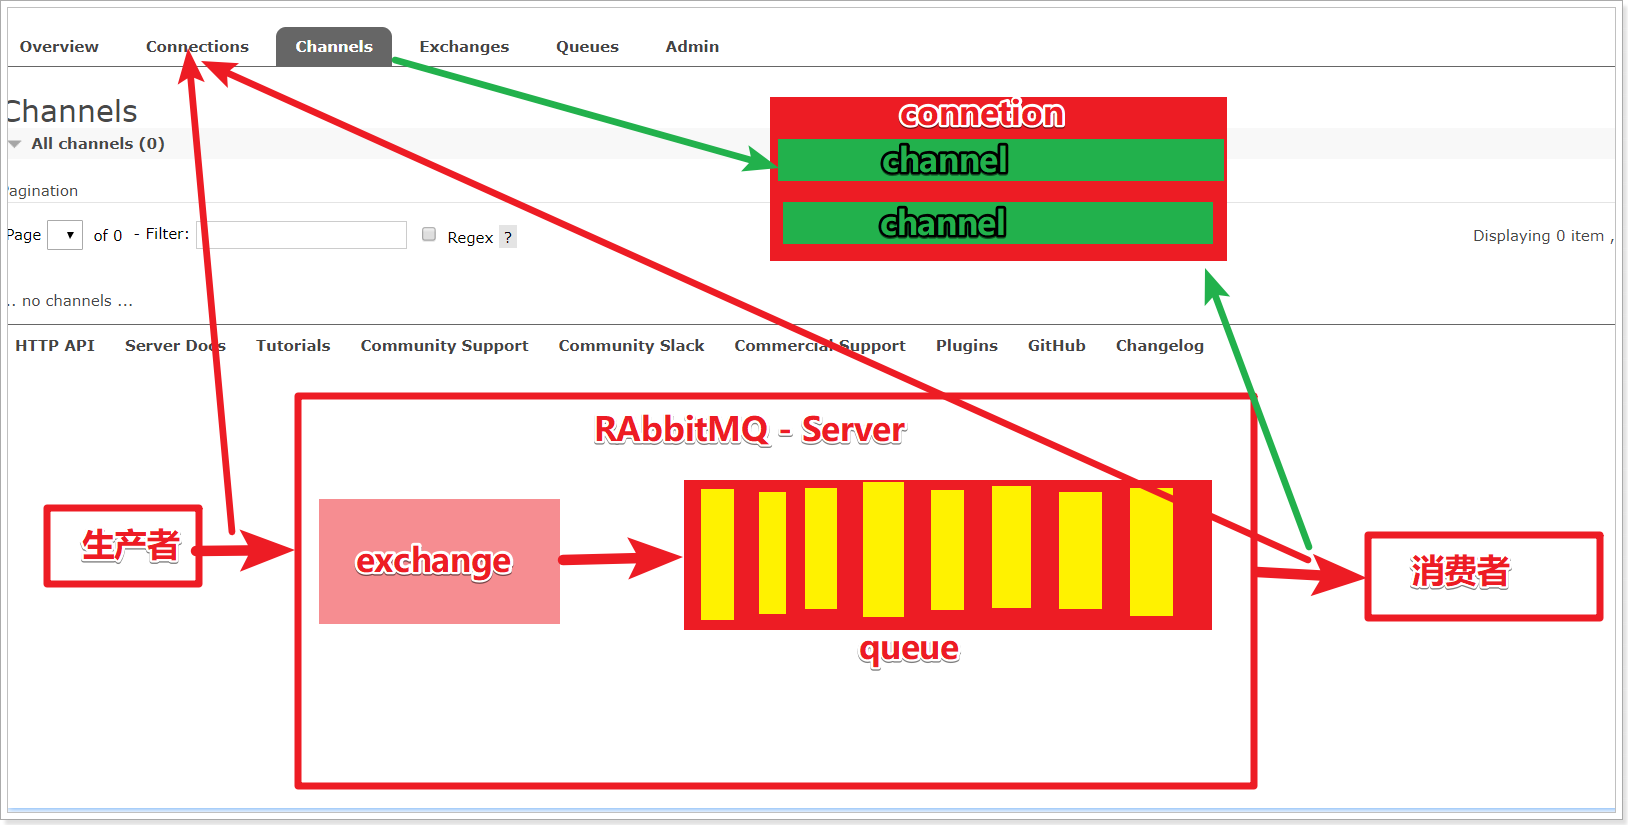 Overview Connections Channels Exchanges Queues Admin
Channels
connetion
All channels (0)
channel
agination
channel
Page of 0 - Filter: Regex ?
Displaying 0 item ,
.. no channels ...
HTTP API Server Docs Tutorials Community Support Community Slack Commercial Support Plugins GitHub Changelog
RAbbitMQ - Server
生产者
exchange
消费者
queue